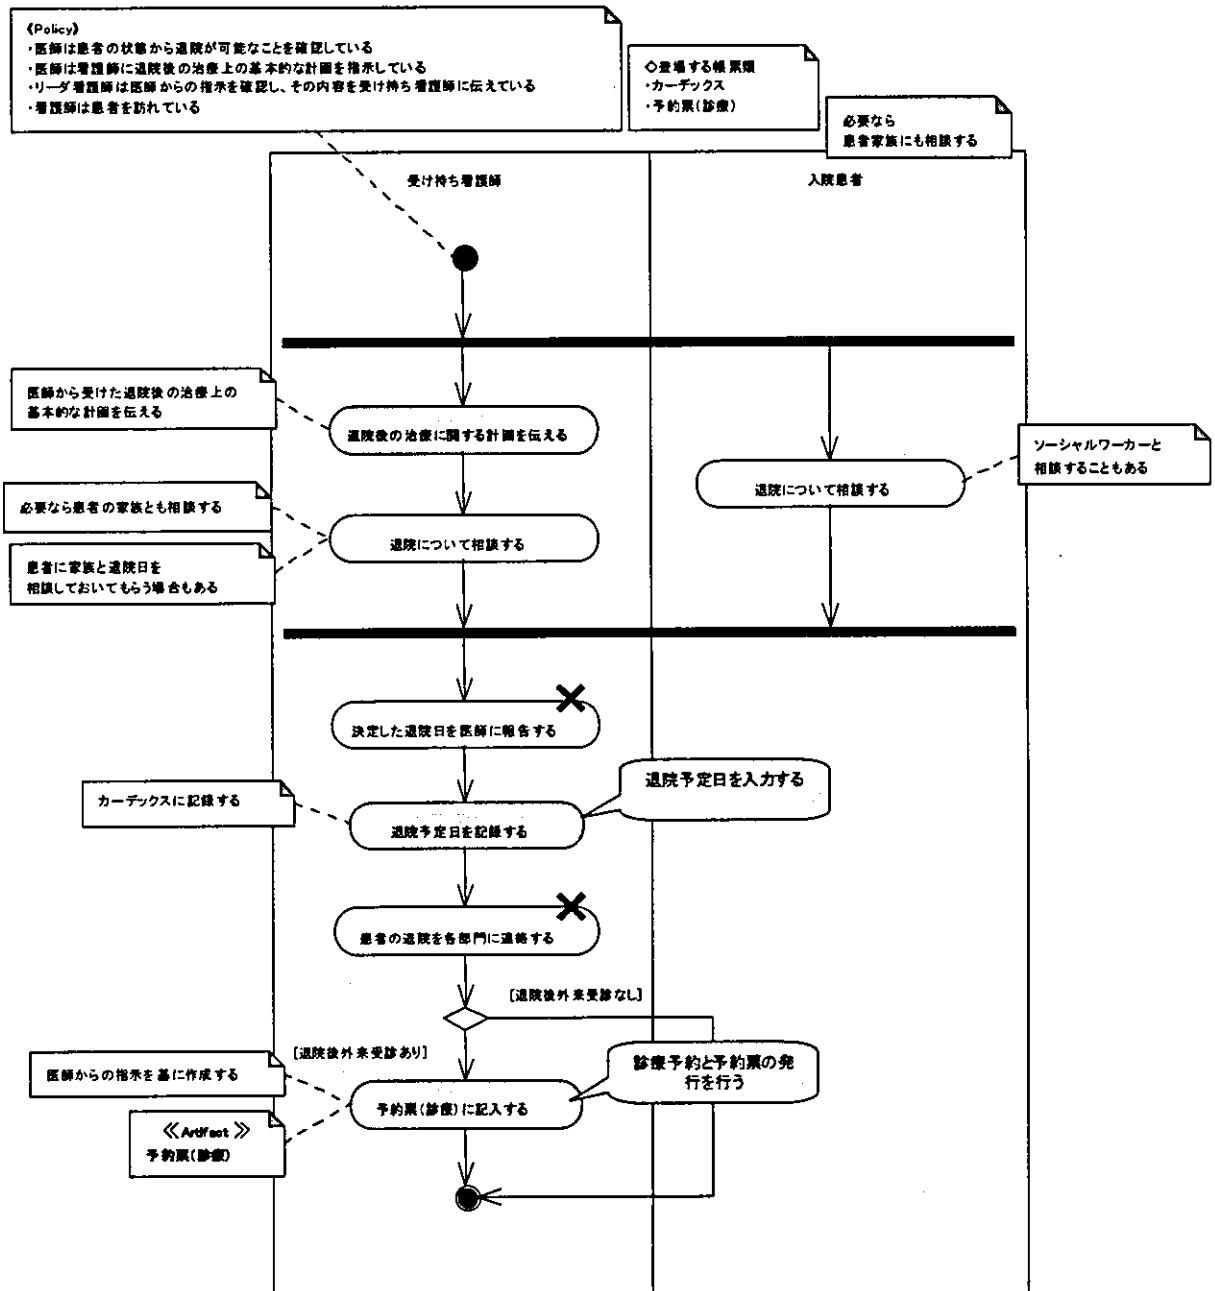 《Policy》
・医師は患者の状態から退院が可能なことを確認している
・医師は看護師に退院後の治療上の基本的な計画を指示している
・リーダ看護師は医師からの指示を確認し、その内容を受け持ち看護師に伝えている
・看護師は患者を訪れている
◇登場する帳票類
・カーデックス
・予約票(診療)
必要なら
患者家族にも相談する
受け持ち看護師
入院患者
医師から受けた退院後の治療上の
基本的な計画を伝える
退院後の治療に関する計画を伝える
ソーシャルワーカーと
相談することもある
退院について相談する
必要なら患者の家族とも相談する
退院について相談する
患者に家族と退院日を
相談しておいてもらう場合もある
決定した退院日を医師に報告する
退院予定日を入力する
カーデックスに記録する
退院予定日を記録する
患者の退院を各部門に連絡する
[退院後外来受診なし]
[退院後外来受診あり]
診療予約と予約票の発
行を行う
医師からの指示を基に作成する
予約票(診療)に記入する
≪Artifact≫
予約票(診療)